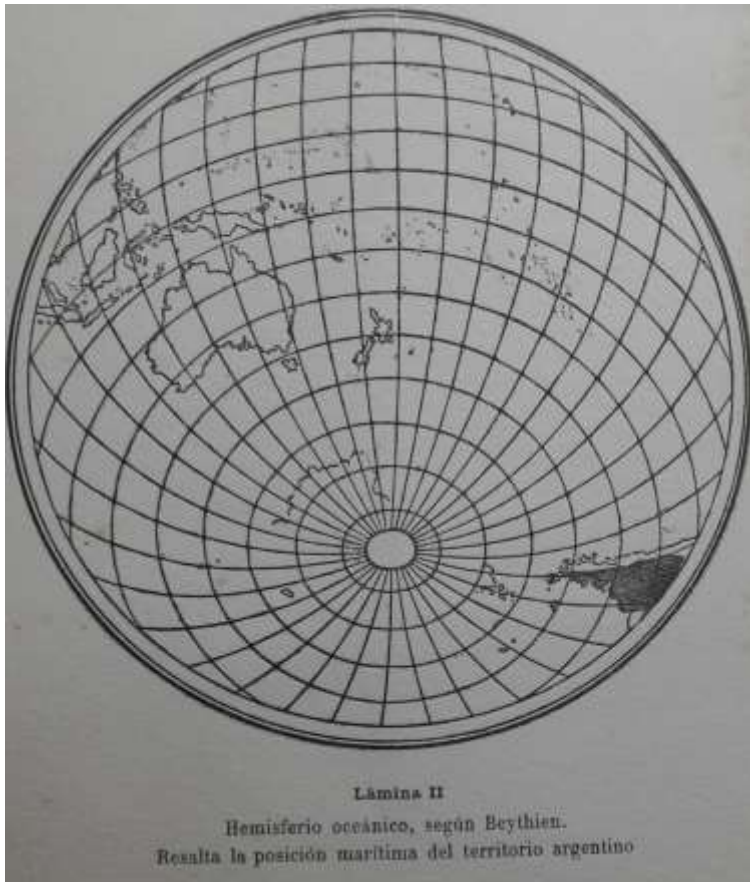 Lámina II
Hemisferio oceánico, según Beythien.
Resalta la posición marítima del territorio argentino